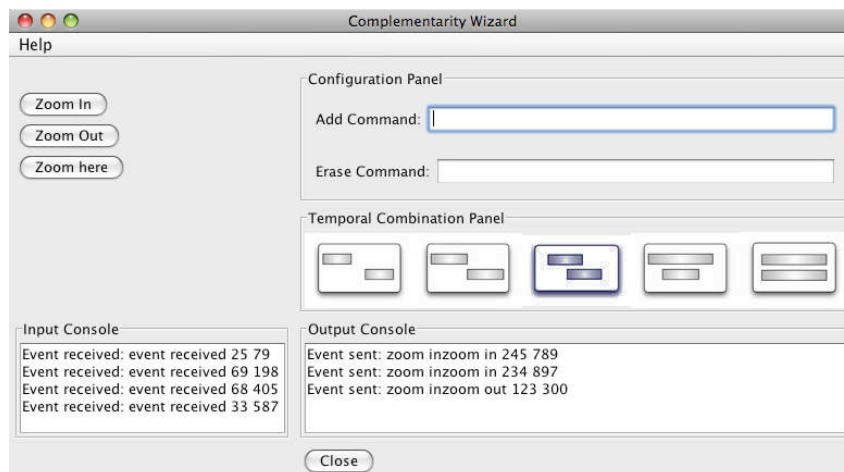 Complementarity Wizard
Help
Zoom In
Zoom Out
Zoom here
Configuration Panel
Add Command:
Erase Command:
Temporal Combination Panel
Input Console
Event received: event received 25 79
Event received: event received 69 198
Event received: event received 68 405
Event received: event received 33 587
Output Console
Event sent: zoom inzoom in 245 789
Event sent: zoom inzoom in 234 897
Event sent: zoom inzoom out 123 300
Close